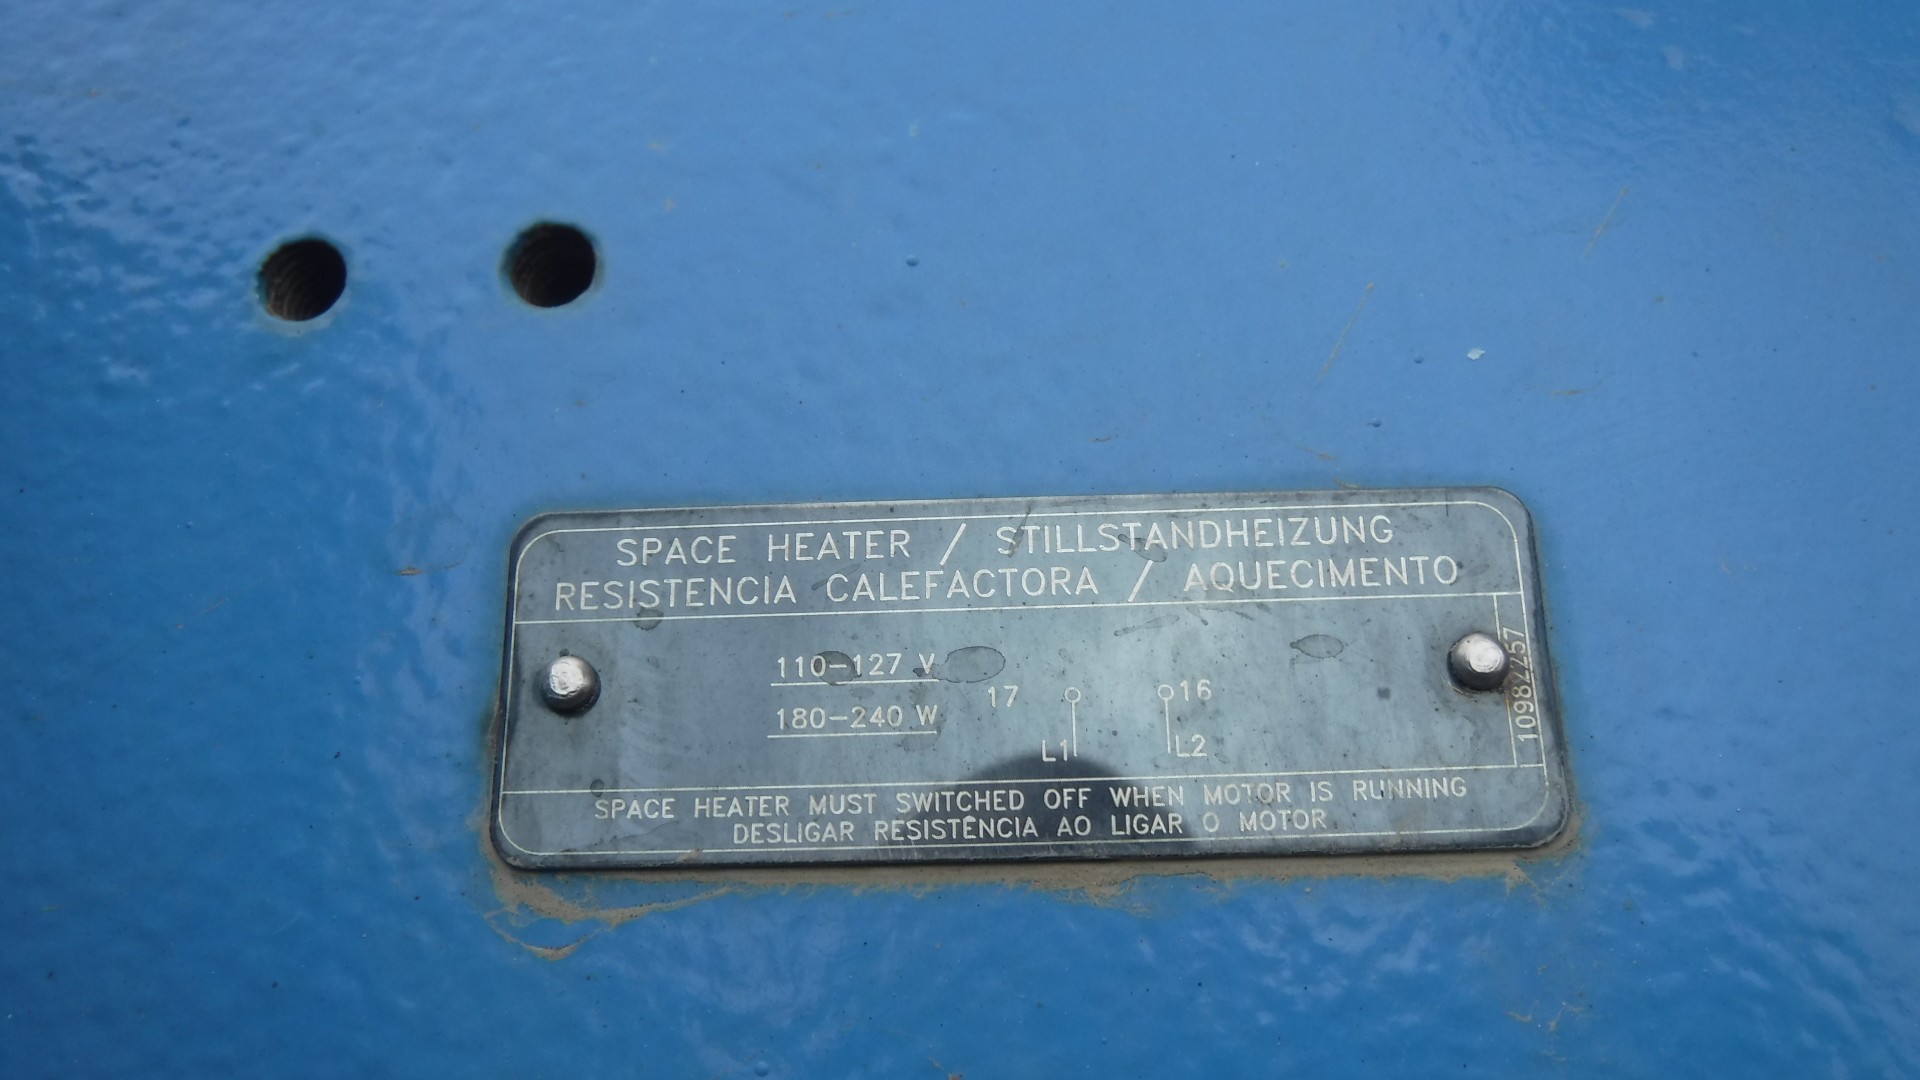 SPACE HEATER / STILLSTANDHEIZUNG
RESISTENCIA CALEFACTORA / AQUECIMENTO
110-127 V
180-240 W
17
16
L1
L2
10982257
SPACE HEATER MUST SWITCHED OFF WHEN MOTOR IS RUNNING
DESLIGAR RESISTÊNCIA AO LIGAR O MOTOR